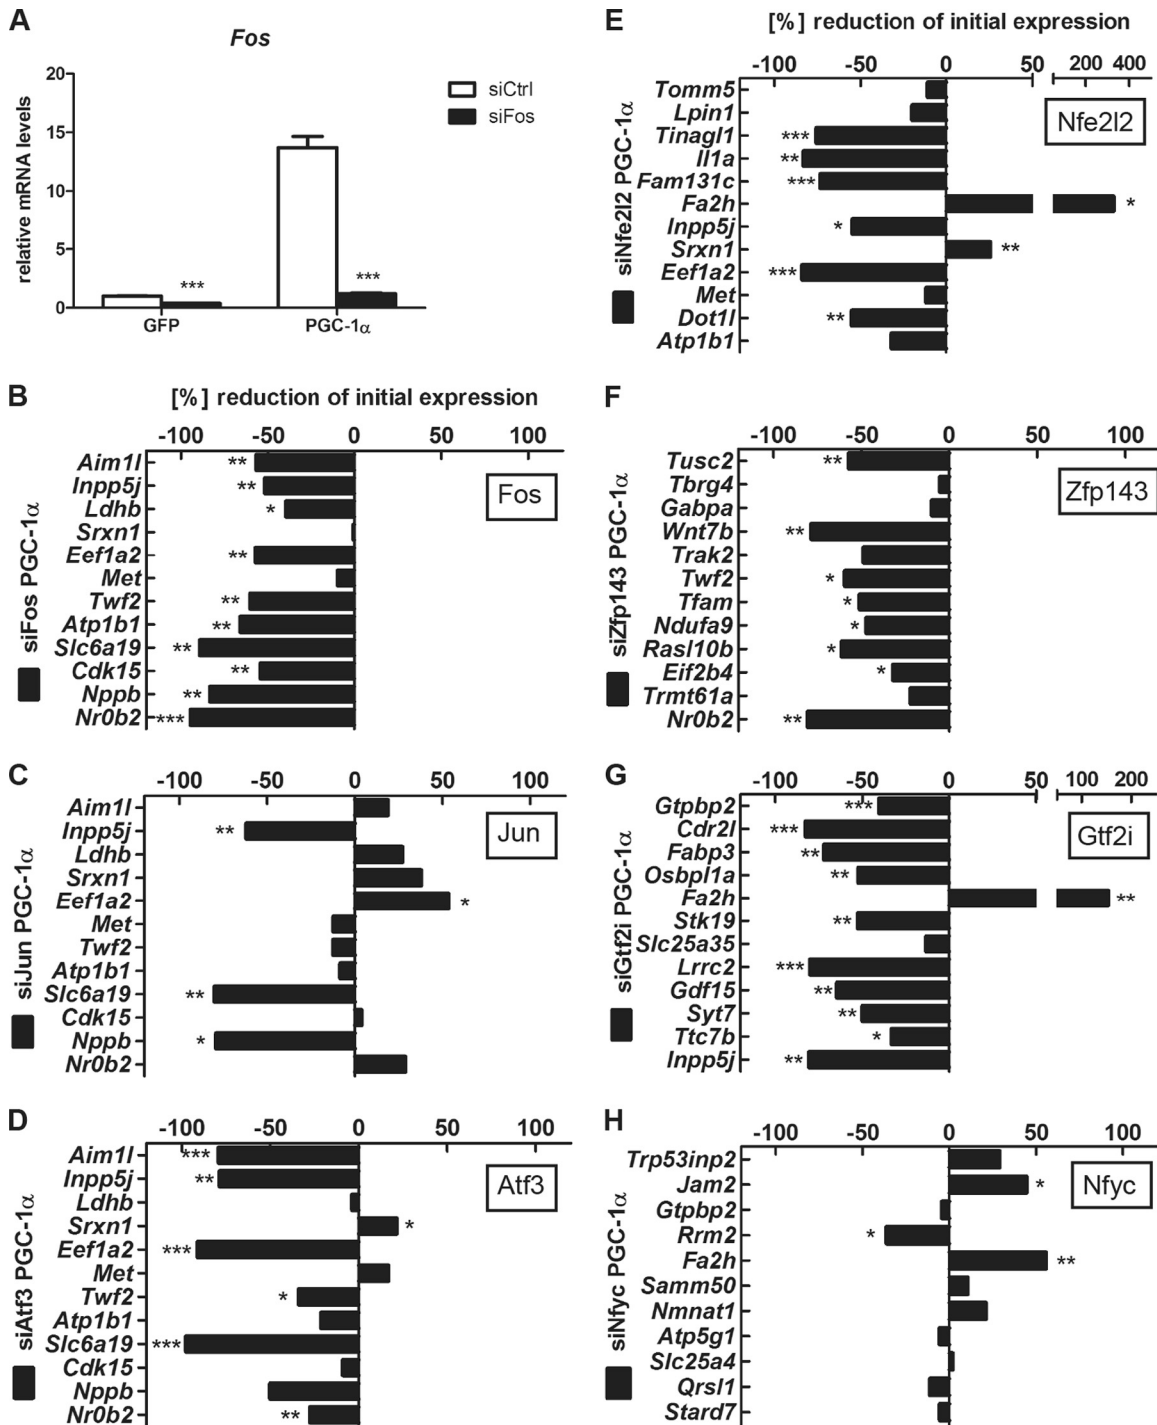 A
Fos
20
15
10
5
0
relative mRNA levels
siCtrl
siFos
***
***
GFP
PGC-1α
B
[%] reduction of initial expression
-100 -50 0 50 100
siFos PGC-1α
Fos
Aim1l **
Inpp5j **
Ldhb *
Srxn1
Eef1a2 **
Met
Twf2 **
Atp1b1 **
Slc6a19 **
Cdk15 **
Nppb **
Nr0b2 ***
C
-100 -50 0 50 100
siJun PGC-1α
Jun
Aim1l
Inpp5j **
Ldhb
Srxn1
Eef1a2 *
Met
Twf2
Atp1b1
Slc6a19 **
Cdk15
Nppb *
Nr0b2
D
-100 -50 0 50 100
siAtf3 PGC-1α
Atf3
Aim1l ***
Inpp5j **
Ldhb
Srxn1 *
Eef1a2 ***
Met
Twf2 *
Atp1b1
Slc6a19 ***
Cdk15
Nppb
Nr0b2 **
E
[%] reduction of initial expression
-100 -50 0 50 200 400
siNfe2l2 PGC-1α
Nfe2l2
Tomm5
Lpin1
Tinagl1 ***
Il1a **
Fam131c ***
Fa2h *
Inpp5j *
Srxn1 **
Eef1a2 ***
Met
Dot1l **
Atp1b1
F
-100 -50 0 50 100
siZfp143 PGC-1α
Zfp143
Tusc2 **
Tbrg4
Gabpa
Wnt7b **
Trak2
Twf2 *
Tfam *
Ndufa9 *
Rasl10b *
Eif2b4 *
Trmt61a
Nr0b2 **
G
-100 -50 0 50 100 200
siGtf2i PGC-1α
Gtf2i
Gtpbp2 ***
Cdr2l ***
Fabp3 **
Osbpl1a **
Fa2h **
Stk19 **
Slc25a35
Lrrc2 ***
Gdf15 **
Syt7 **
Ttc7b *
Inpp5j **
H
-100 -50 0 50 100
siNfyc PGC-1α
Nfyc
Trp53inp2
Jam2 *
Gtpbp2
Rrm2 *
Fa2h **
Samm50
Nmnat1
Atp5g1
Slc25a4
Qrsl1
Stard7